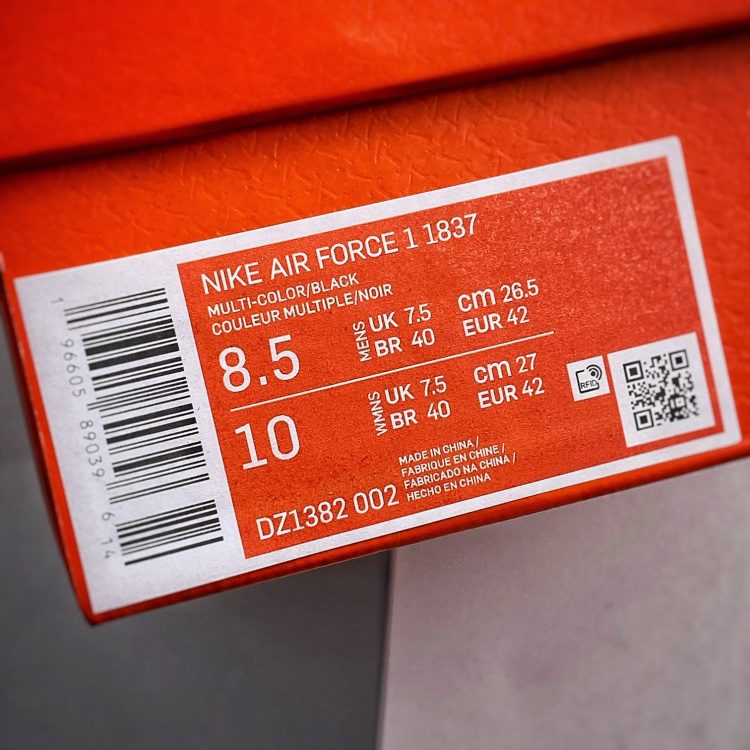 NIKE AIR FORCE 1 1837
MULTI-COLOR/BLACK
COULEUR MULTIPLE/NOIR
8.5
MENS
UK 7.5
BR 40
cm 26.5
EUR 42
10
WMNS
UK 7.5
BR 40
cm 27
EUR 42
RFID
MADE IN CHINA /
FABRIQUE EN CHINE /
FABRICADO NA CHINA /
HECHO EN CHINA
DZ1382 002
1 96605 89039 6 14